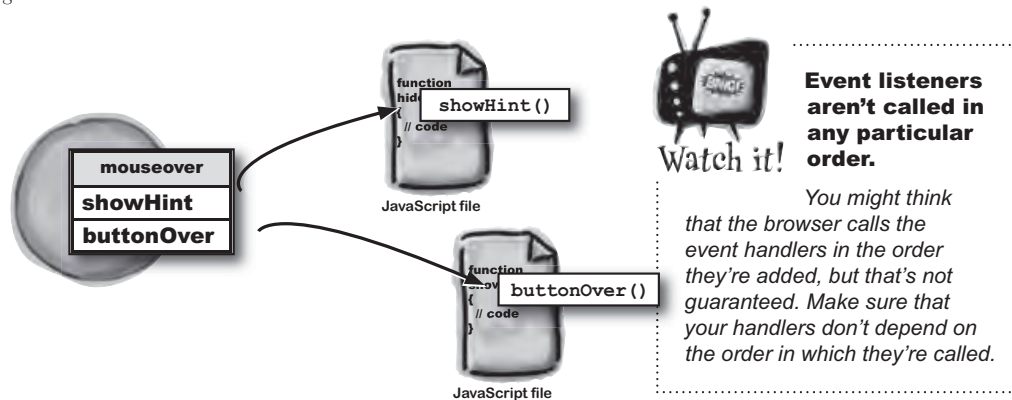 function
showHint()
{
// code
}
JavaScript file
mouseover
showHint
buttonOver
function
buttonOver()
{
// code
}
JavaScript file
Watch it!
Event listeners
aren't called in
any particular
order.
You might think
that the browser calls the
event handlers in the order
they're added, but that's not
guaranteed. Make sure that
your handlers don't depend on
the order in which they're called.